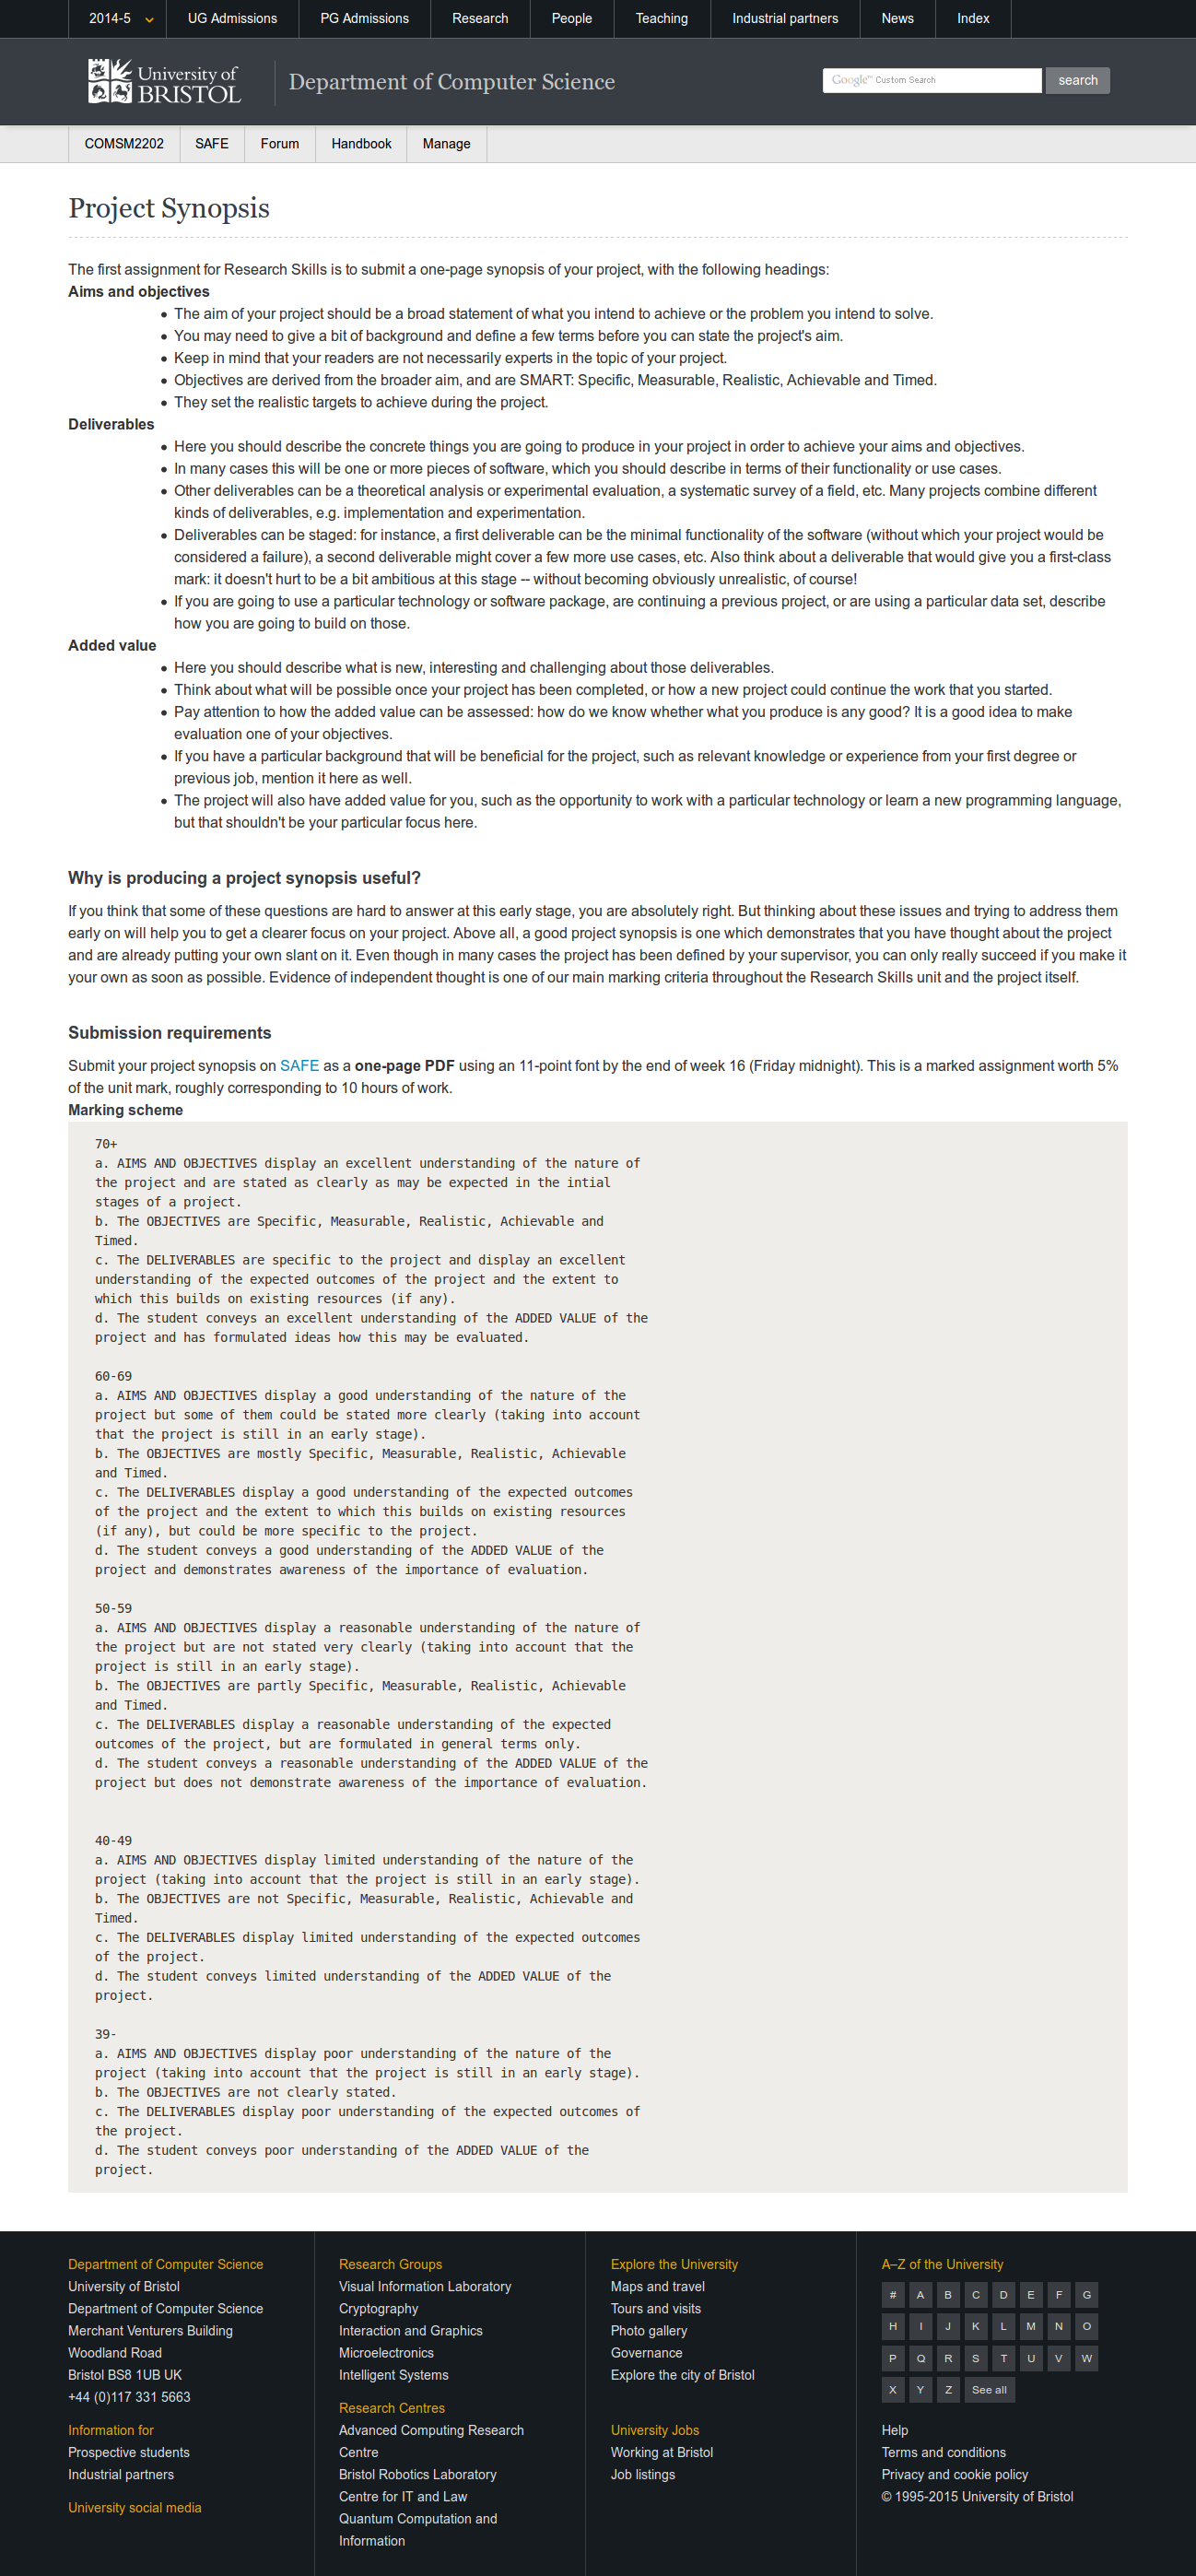 2014-5 UG Admissions PG Admissions Research People Teaching Industrial partners News Index
University of
BRISTOL
Department of Computer Science
Google™ Custom Search
search
COMSM2202 SAFE Forum Handbook Manage
Project Synopsis
The first assignment for Research Skills is to submit a one-page synopsis of your project, with the following headings:
Aims and objectives
• The aim of your project should be a broad statement of what you intend to achieve or the problem you intend to solve.
• You may need to give a bit of background and define a few terms before you can state the project's aim.
• Keep in mind that your readers are not necessarily experts in the topic of your project.
• Objectives are derived from the broader aim, and are SMART: Specific, Measurable, Realistic, Achievable and Timed.
• They set the realistic targets to achieve during the project.
Deliverables
• Here you should describe the concrete things you are going to produce in your project in order to achieve your aims and objectives.
• In many cases this will be one or more pieces of software, which you should describe in terms of their functionality or use cases.
• Other deliverables can be a theoretical analysis or experimental evaluation, a systematic survey of a field, etc. Many projects combine different
kinds of deliverables, e.g. implementation and experimentation.
• Deliverables can be staged: for instance, a first deliverable can be the minimal functionality of the software (without which your project would be
considered a failure), a second deliverable might cover a few more use cases, etc. Also think about a deliverable that would give you a first-class
mark: it doesn't hurt to be a bit ambitious at this stage -- without becoming obviously unrealistic, of course!
• If you are going to use a particular technology or software package, are continuing a previous project, or are using a particular data set, describe
how you are going to build on those.
Added value
• Here you should describe what is new, interesting and challenging about those deliverables.
• Think about what will be possible once your project has been completed, or how a new project could continue the work that you started.
• Pay attention to how the added value can be assessed: how do we know whether what you produce is any good? It is a good idea to make
evaluation one of your objectives.
• If you have a particular background that will be beneficial for the project, such as relevant knowledge or experience from your first degree or
previous job, mention it here as well.
• The project will also have added value for you, such as the opportunity to work with a particular technology or learn a new programming language,
but that shouldn't be your particular focus here.
Why is producing a project synopsis useful?
If you think that some of these questions are hard to answer at this early stage, you are absolutely right. But thinking about these issues and trying to address them
early on will help you to get a clearer focus on your project. Above all, a good project synopsis is one which demonstrates that you have thought about the project
and are already putting your own slant on it. Even though in many cases the project has been defined by your supervisor, you can only really succeed if you make it
your own as soon as possible. Evidence of independent thought is one of our main marking criteria throughout the Research Skills unit and the project itself.
Submission requirements
Submit your project synopsis on SAFE as a one-page PDF using an 11-point font by the end of week 16 (Friday midnight). This is a marked assignment worth 5%
of the unit mark, roughly corresponding to 10 hours of work.
Marking scheme
70+
a. AIMS AND OBJECTIVES display an excellent understanding of the nature of
the project and are stated as clearly as may be expected in the intial
stages of a project.
b. The OBJECTIVES are Specific, Measurable, Realistic, Achievable and
Timed.
c. The DELIVERABLES are specific to the project and display an excellent
understanding of the expected outcomes of the project and the extent to
which this builds on existing resources (if any).
d. The student conveys an excellent understanding of the ADDED VALUE of the
project and has formulated ideas how this may be evaluated.
60-69
a. AIMS AND OBJECTIVES display a good understanding of the nature of the
project but some of them could be stated more clearly (taking into account
that the project is still in an early stage).
b. The OBJECTIVES are mostly Specific, Measurable, Realistic, Achievable
and Timed.
c. The DELIVERABLES display a good understanding of the expected outcomes
of the project and the extent to which this builds on existing resources
(if any), but could be more specific to the project.
d. The student conveys a good understanding of the ADDED VALUE of the
project and demonstrates awareness of the importance of evaluation.
50-59
a. AIMS AND OBJECTIVES display a reasonable understanding of the nature of
the project but are not stated very clearly (taking into account that the
project is still in an early stage).
b. The OBJECTIVES are partly Specific, Measurable, Realistic, Achievable
and Timed.
c. The DELIVERABLES display a reasonable understanding of the expected
outcomes of the project, but are formulated in general terms only.
d. The student conveys a reasonable understanding of the ADDED VALUE of the
project but does not demonstrate awareness of the importance of evaluation.
40-49
a. AIMS AND OBJECTIVES display limited understanding of the nature of the
project (taking into account that the project is still in an early stage).
b. The OBJECTIVES are not Specific, Measurable, Realistic, Achievable and
Timed.
c. The DELIVERABLES display limited understanding of the expected outcomes
of the project.
d. The student conveys limited understanding of the ADDED VALUE of the
project.
39-
a. AIMS AND OBJECTIVES display poor understanding of the nature of the
project (taking into account that the project is still in an early stage).
b. The OBJECTIVES are not clearly stated.
c. The DELIVERABLES display poor understanding of the expected outcomes of
the project.
d. The student conveys poor understanding of the ADDED VALUE of the
project.
Department of Computer Science
University of Bristol
Department of Computer Science
Merchant Venturers Building
Woodland Road
Bristol BS8 1UB UK
+44 (0)117 331 5663
Information for
Prospective students
Industrial partners
University social media
Research Groups
Visual Information Laboratory
Cryptography
Interaction and Graphics
Microelectronics
Intelligent Systems
Research Centres
Advanced Computing Research
Centre
Bristol Robotics Laboratory
Centre for IT and Law
Quantum Computation and
Information
Explore the University
Maps and travel
Tours and visits
Photo gallery
Governance
Explore the city of Bristol
University Jobs
Working at Bristol
Job listings
A–Z of the University
# A B C D E F G
H I J K L M N O
P Q R S T U V W
X Y Z See all
Help
Terms and conditions
Privacy and cookie policy
© 1995-2015 University of Bristol